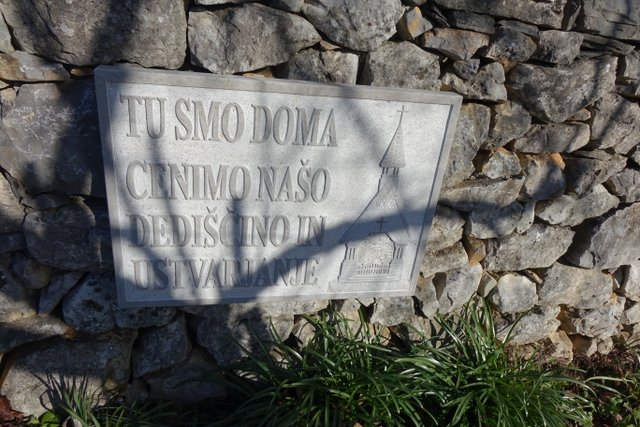 TU SMO DOMA
CENIMO NAŠO
DEDIŠČINO IN
USTVARJANJE